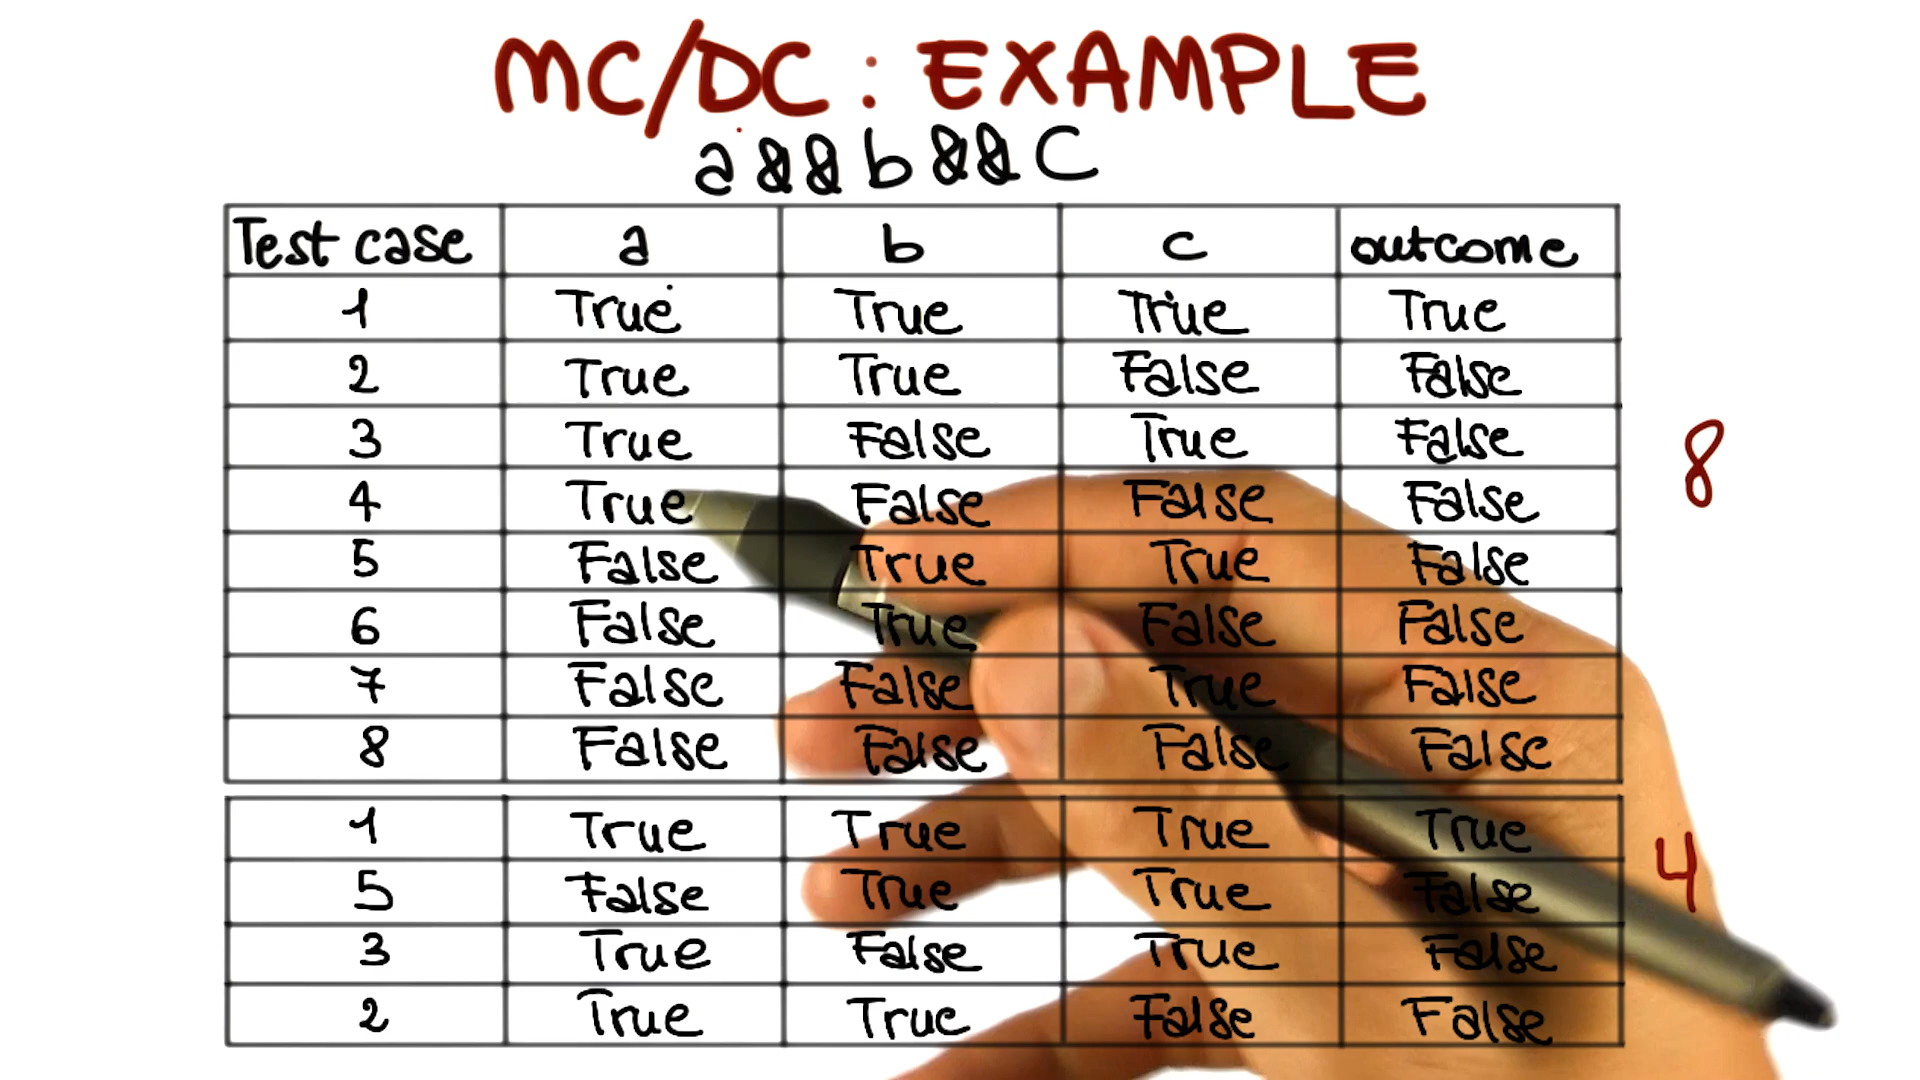 MC/DC: EXAMPLE
a && b && C
Test case a b c outcome
1 True True True True
2 True True False False
3 True False True False
8
4 True False False False
5 False True True False
6 False True False False
7 False False True False
8 False False False False
1 True True True True
4
5 False True True False
3 True False True False
2 True True False False